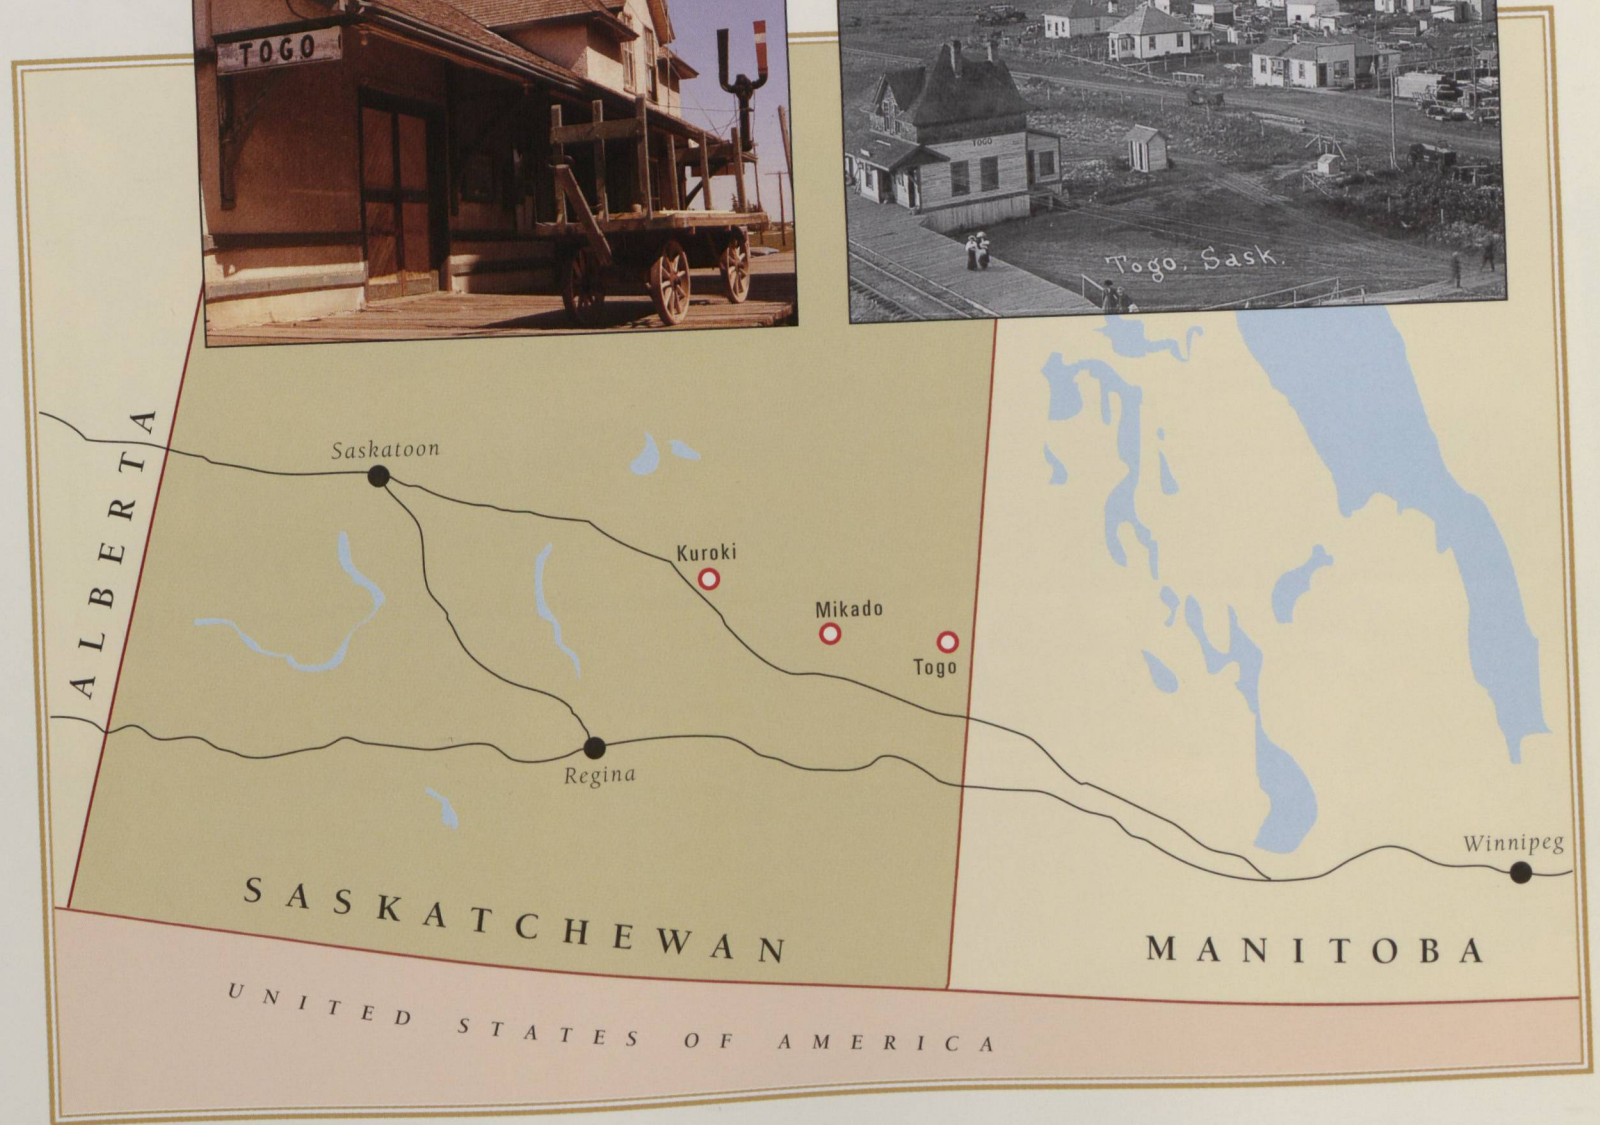 TOGO
TOGO
Togo, Sask.
ALBERTA
Saskatoon
Kuroki
Mikado
Togo
Regina
Winnipeg
SASKATCHEWAN
MANITOBA
UNITED STATES OF AMERICA